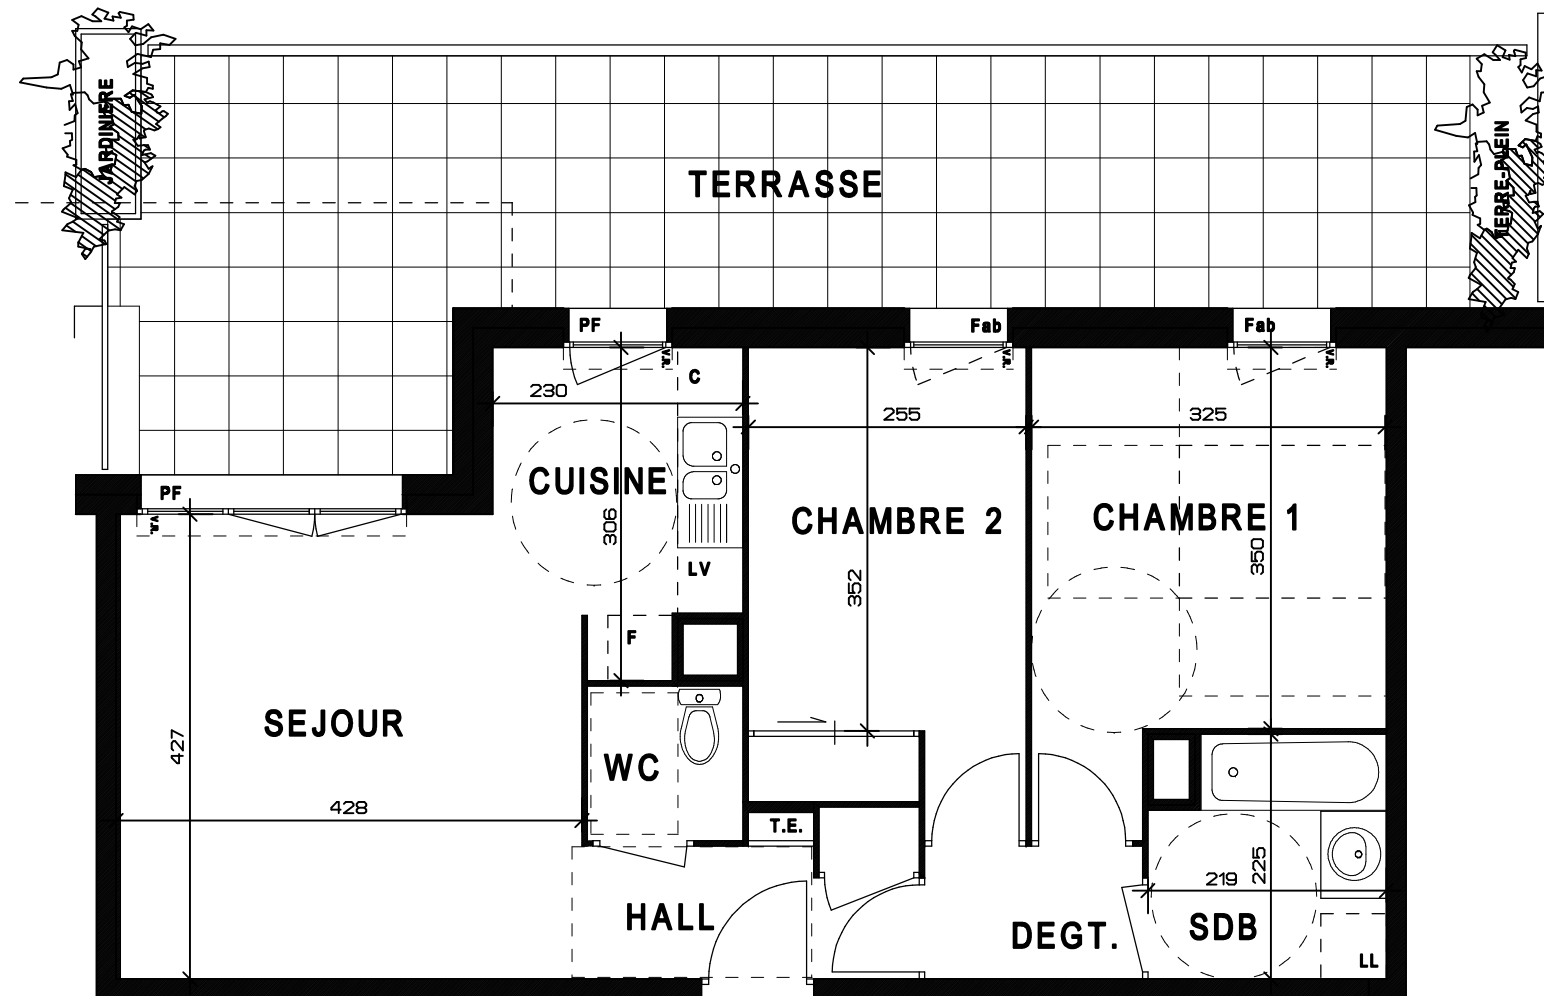 JARDINIERE
TERRE-PLEIN
TERRASSE
PF
Fab
Fab
V.R.
V.R.
V.R.
C
230
255
325
CUISINE
PF
V.R.
CHAMBRE 2
CHAMBRE 1
306
350
LV
352
F
SEJOUR
427
WC
428
T.E.
225
219
HALL
DEGT.
SDB
LL